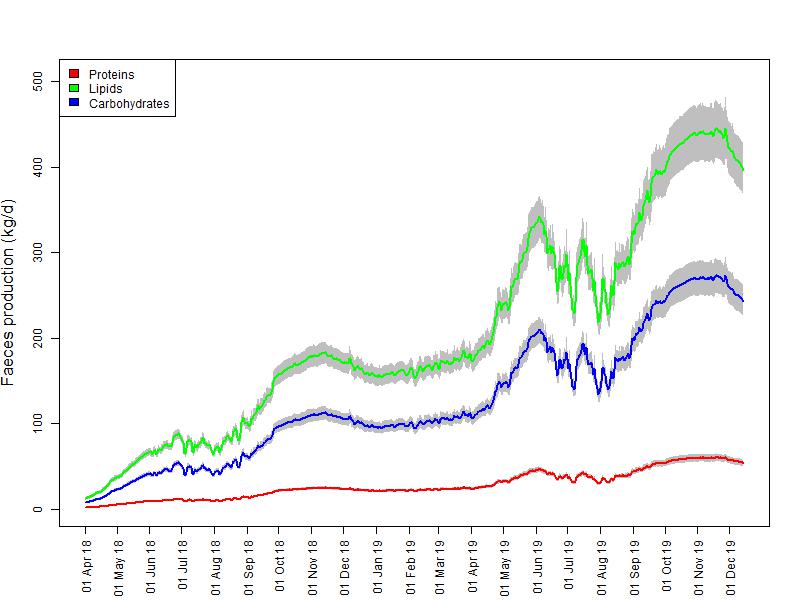 Proteins
Lipids
Carbohydrates
Faeces production (kg/d)
500
400
300
200
100
0
01 Apr 18
01 May 18
01 Jun 18
01 Jul 18
01 Aug 18
01 Sep 18
01 Oct 18
01 Nov 18
01 Dec 18
01 Jan 19
01 Feb 19
01 Mar 19
01 Apr 19
01 May 19
01 Jun 19
01 Jul 19
01 Aug 19
01 Sep 19
01 Oct 19
01 Nov 19
01 Dec 19